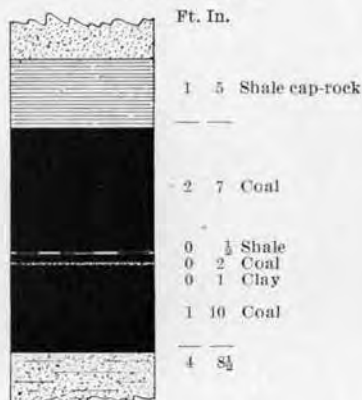 Ft. In.
1 5 Shale cap-rock
2 7 Coal
0 ½ Shale
0 2 Coal
0 1 Clay
1 10 Coal
4 8½